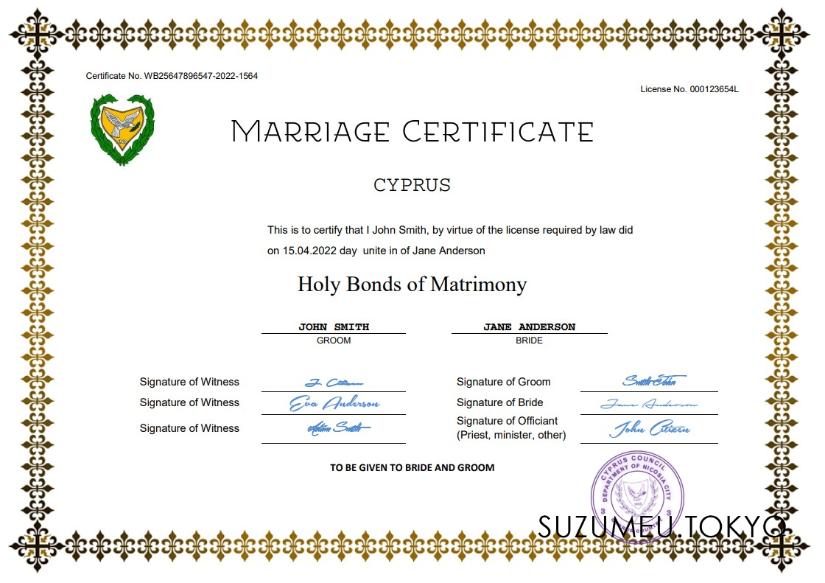 Certificate No. WB25647896547-2022-1564
License No. 000123654L
MARRIAGE CERTIFICATE
CYPRUS
This is to certify that I John Smith, by virtue of the license required by law did
on 15.04.2022 day unite in of Jane Anderson
Holy Bonds of Matrimony
JOHN SMITH
JANE ANDERSON
GROOM
BRIDE
Signature of Witness
J. Citizen
Signature of Groom
Smith John
Signature of Witness
Eva Anderson
Signature of Bride
Jane Anderson
Signature of Witness
Smith
Signature of Officiant
(Priest, minister, other)
John Citizen
TO BE GIVEN TO BRIDE AND GROOM
CYPRUS COUNCIL
DEPARTMENT OF NICOSIA CITY
SUZUMEU.TOKYO